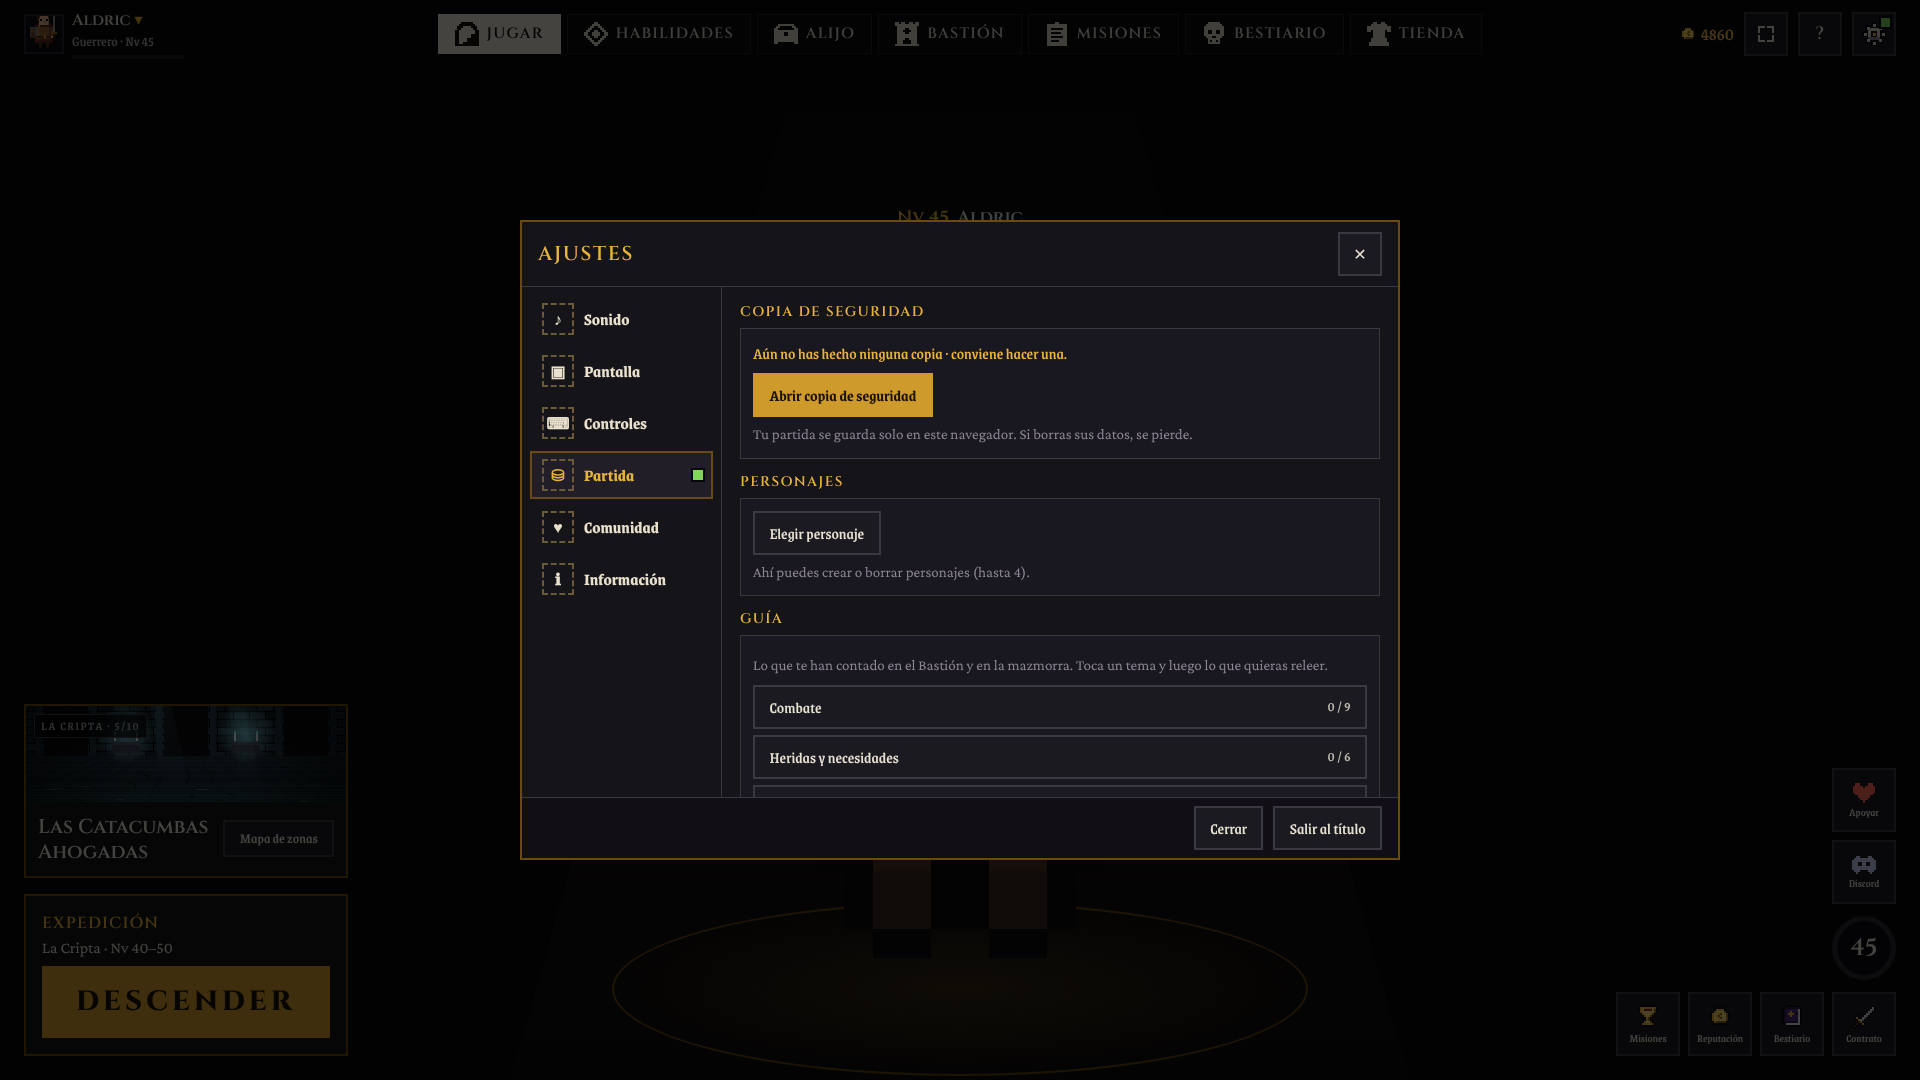 ALDRIC ▾
Guerrero · Nv 45
JUGAR
HABILIDADES
ALIJO
BASTIÓN
MISIONES
BESTIARIO
TIENDA
4860
?
Nv 45 ALDRIC
AJUSTES
×
♪ Sonido
Pantalla
Controles
Partida
♥ Comunidad
ℹ Información
COPIA DE SEGURIDAD
Aún no has hecho ninguna copia · conviene hacer una.
Abrir copia de seguridad
Tu partida se guarda solo en este navegador. Si borras sus datos, se pierde.
PERSONAJES
Elegir personaje
Ahí puedes crear o borrar personajes (hasta 4).
GUÍA
Lo que te han contado en el Bastión y en la mazmorra. Toca un tema y luego lo que quieras releer.
Combate 0 / 9
Heridas y necesidades 0 / 6
Cerrar
Salir al título
LA CRIPTA · 5/10
LAS CATACUMBAS
AHOGADAS
Mapa de zonas
EXPEDICIÓN
La Cripta · Nv 40–50
DESCENDER
Apoyar
Discord
45
Misiones
Reputación
Bestiario
Contrato